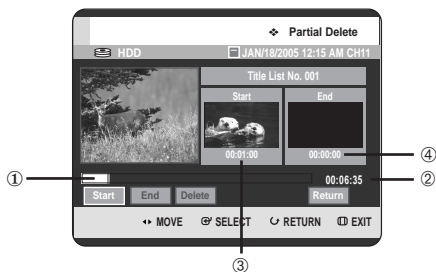 ❖ Partial Delete
HDD
JAN/18/2005 12:15 AM CH11
Title List No. 001
Start
End
00:01:00
00:00:00
④
①
00:06:35
②
Start
End
Delete
Return
MOVE
SELECT
RETURN
EXIT
③